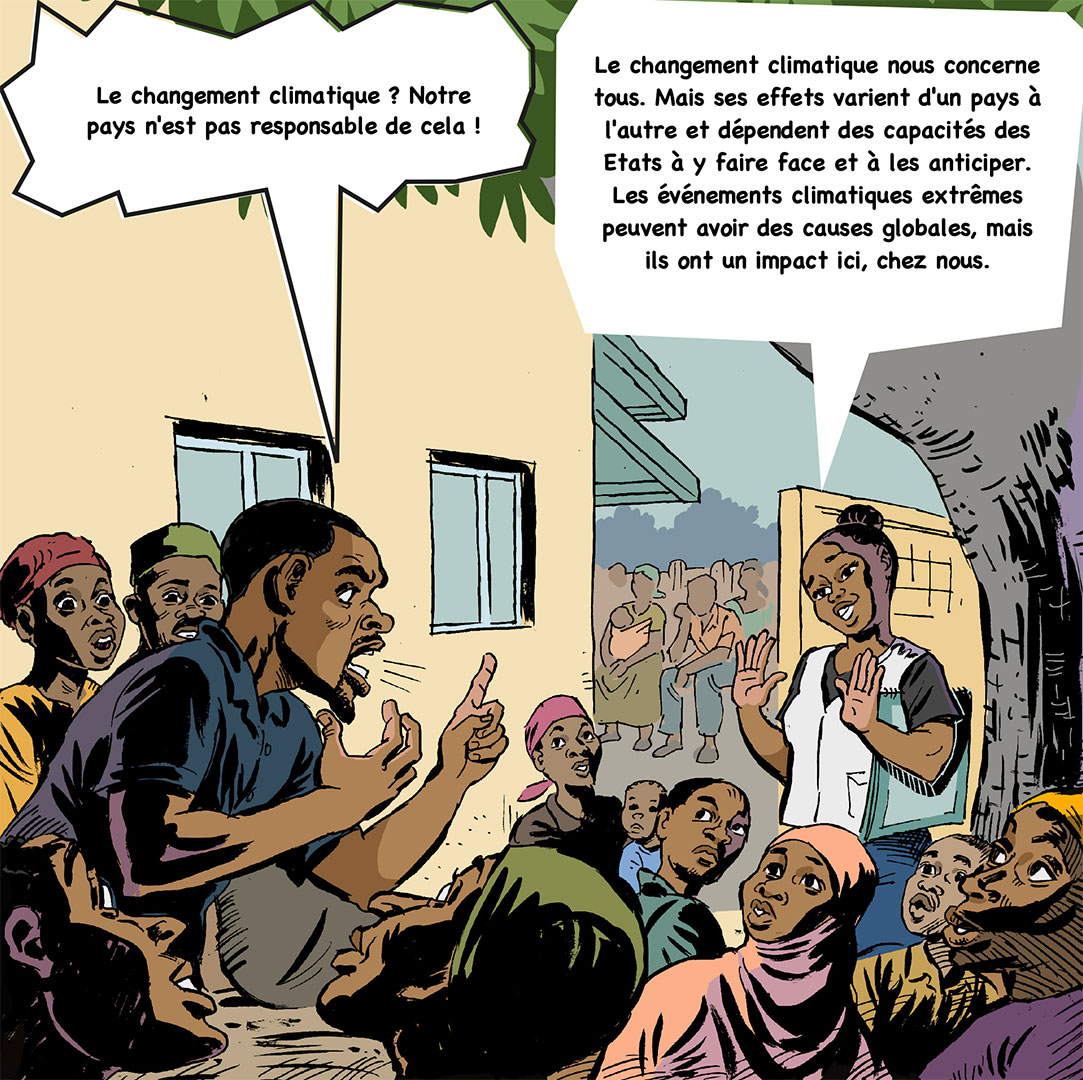 Le changement climatique ? Notre
pays n'est pas responsable de cela !
Le changement climatique nous concerne
tous. Mais ses effets varient d'un pays à
l'autre et dépendent des capacités des
Etats à y faire face et à les anticiper.
Les événements climatiques extrêmes
peuvent avoir des causes globales, mais
ils ont un impact ici, chez nous.